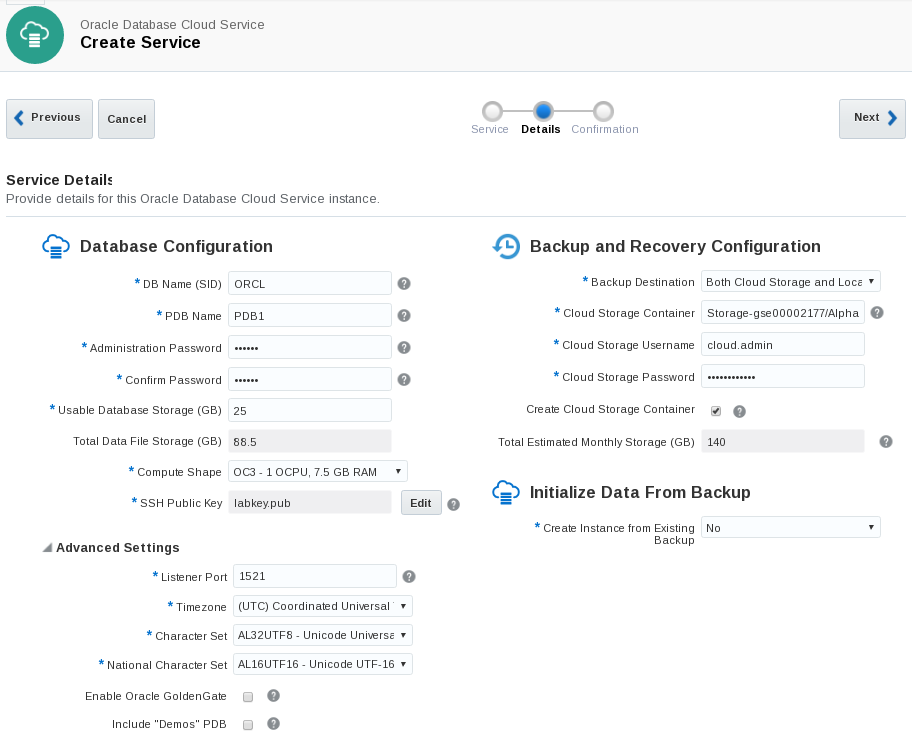 Oracle Database Cloud Service
Create Service
Previous
Cancel
Service
Details
Confirmation
Next
Service Details
Provide details for this Oracle Database Cloud Service instance.
Database Configuration
* DB Name (SID) ORCL ?
* PDB Name PDB1 ?
* Administration Password •••••• ?
* Confirm Password •••••• ?
* Usable Database Storage (GB) 25
Total Data File Storage (GB) 88.5
* Compute Shape OC3 - 1 OCPU, 7.5 GB RAM
* SSH Public Key labkey.pub Edit ?
Advanced Settings
* Listener Port 1521 ?
* Timezone (UTC) Coordinated Universal
* Character Set AL32UTF8 - Unicode Universa
* National Character Set AL16UTF16 - Unicode UTF-16
Enable Oracle GoldenGate ?
Include "Demos" PDB ?
Backup and Recovery Configuration
* Backup Destination Both Cloud Storage and Loca
* Cloud Storage Container Storage-gse00002177/Alpha ?
* Cloud Storage Username cloud.admin
* Cloud Storage Password ••••••••••••
Create Cloud Storage Container ?
Total Estimated Monthly Storage (GB) 140 ?
Initialize Data From Backup
* Create Instance from Existing No
Backup